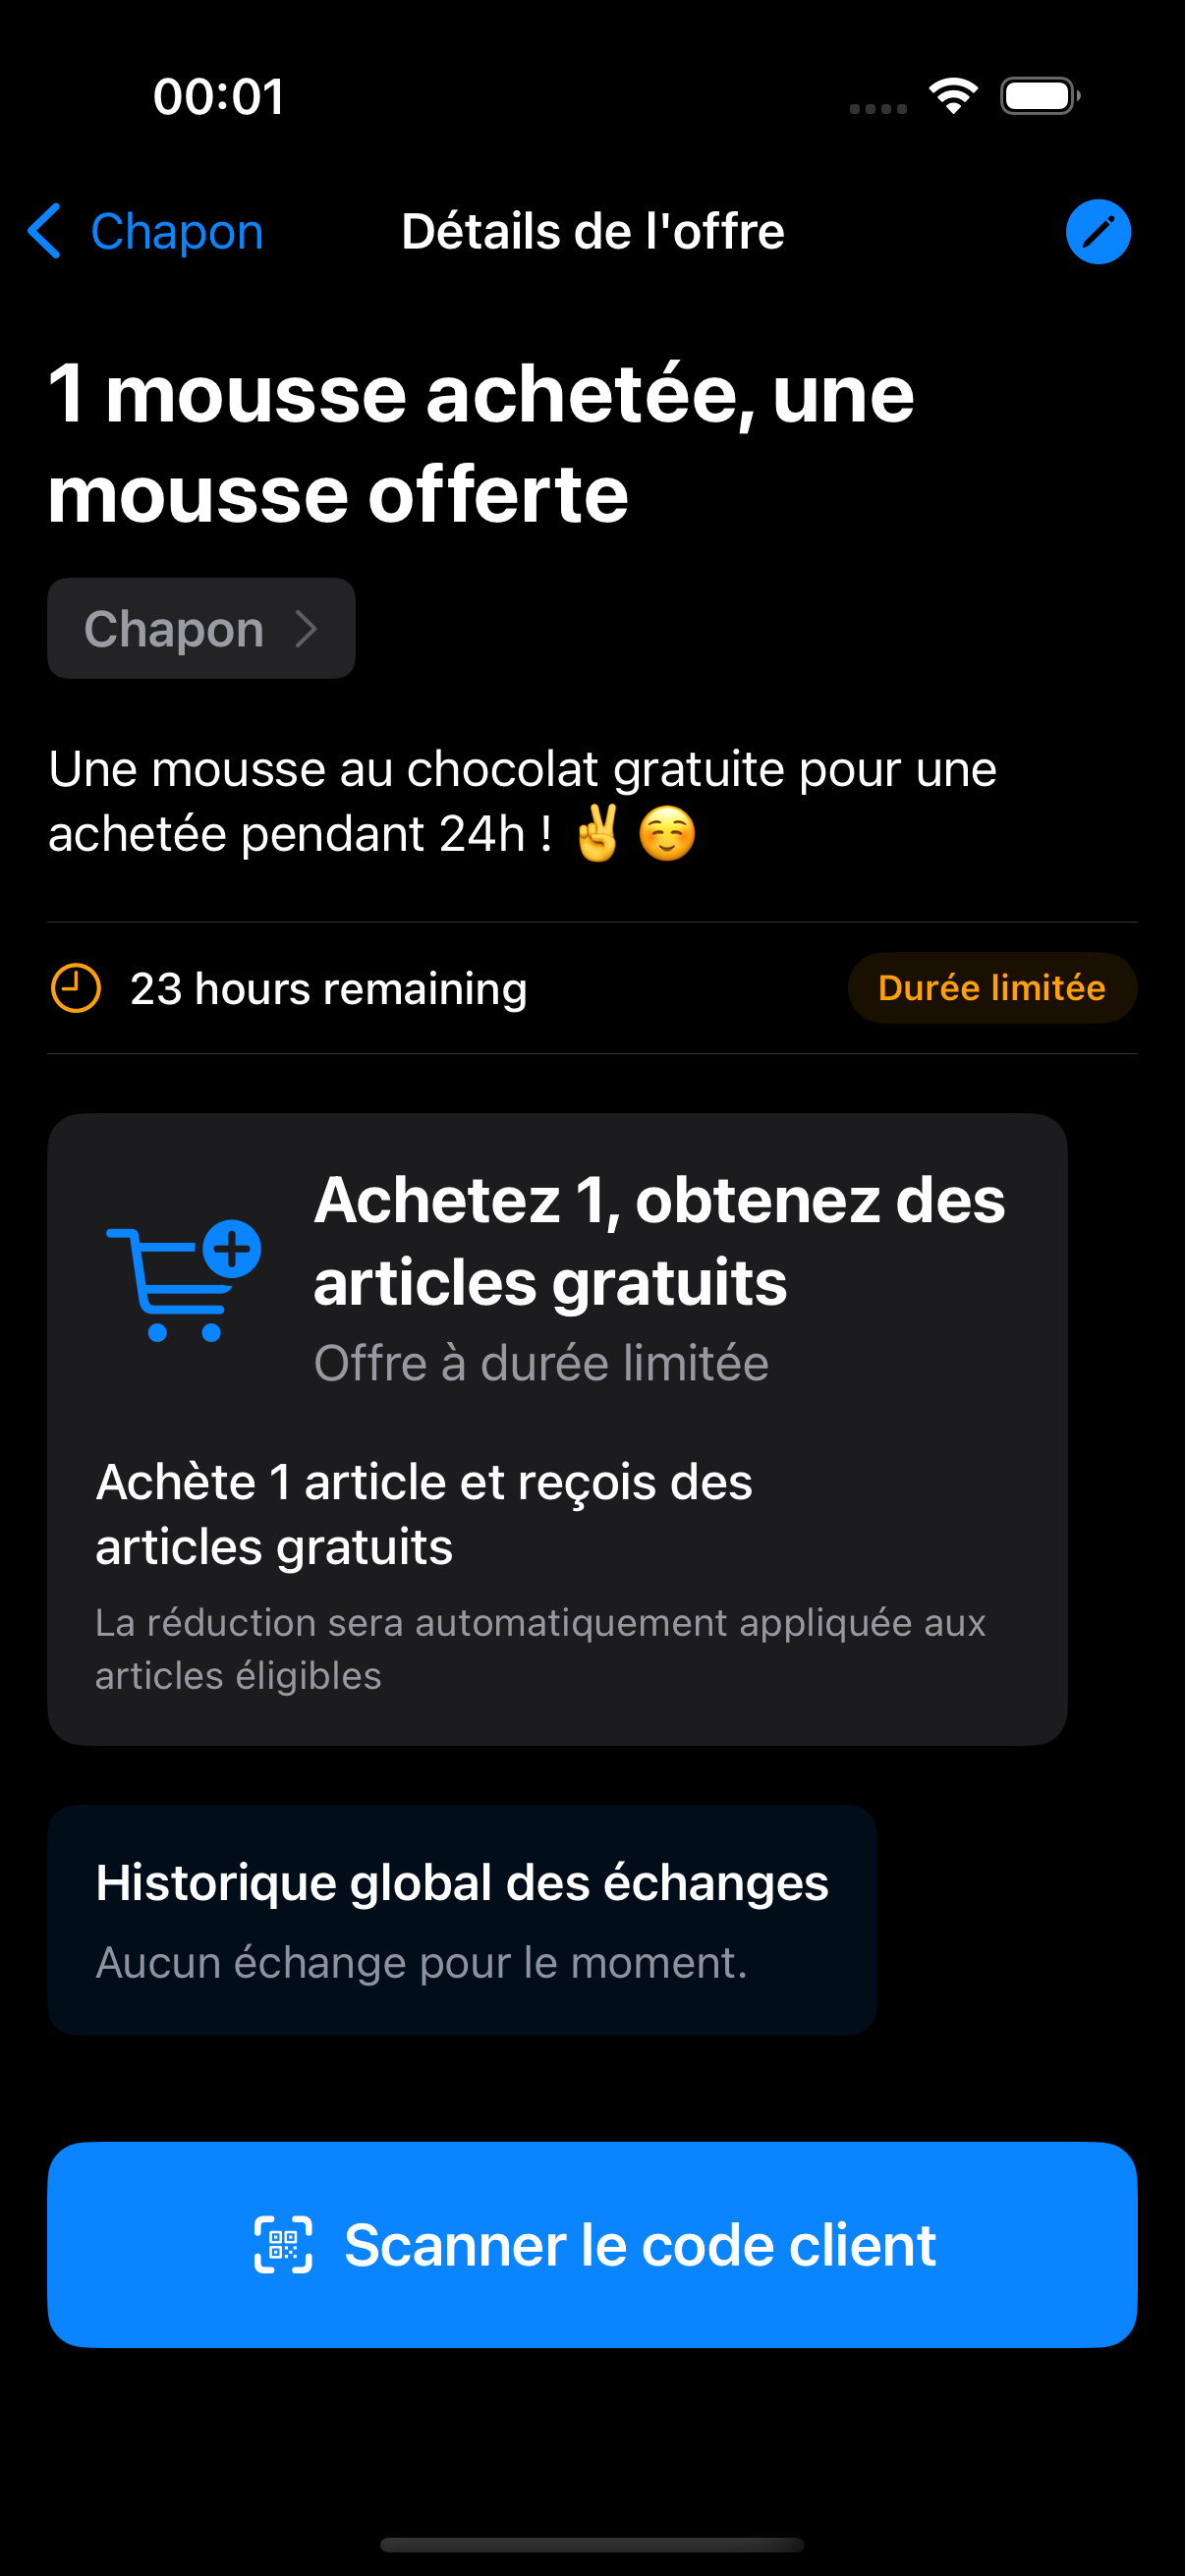 00:01
Chapon
Détails de l'offre
1 mousse achetée, une
mousse offerte
Chapon
Une mousse au chocolat gratuite pour une
achetée pendant 24h ! ✌️☺️
23 hours remaining
Durée limitée
Achetez 1, obtenez des
articles gratuits
Offre à durée limitée
Achète 1 article et reçois des
articles gratuits
La réduction sera automatiquement appliquée aux
articles éligibles
Historique global des échanges
Aucun échange pour le moment.
Scanner le code client